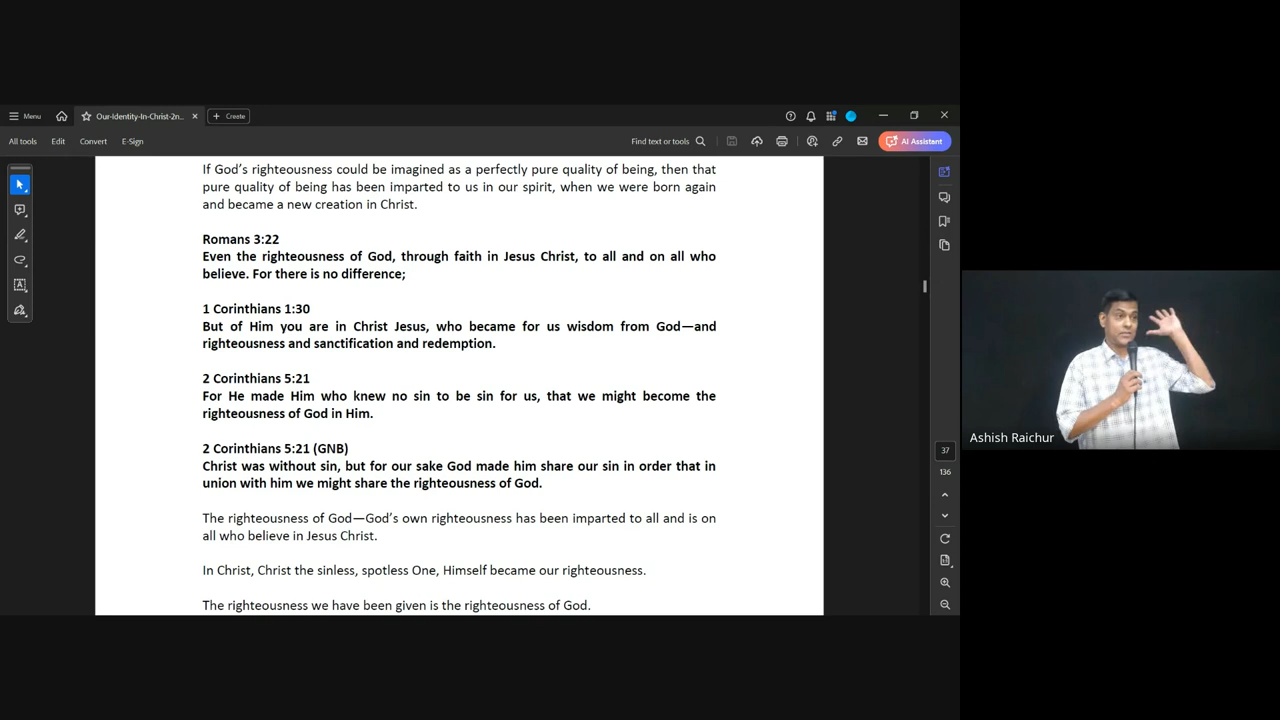 Menu
Our-Identity-In-Christ-2n...
Create
All tools
Edit
Convert
E-Sign
Find text or tools
AI Assistant
If God's righteousness could be imagined as a perfectly pure quality of being, then that
pure quality of being has been imparted to us in our spirit, when we were born again
and became a new creation in Christ.
Romans 3:22
Even the righteousness of God, through faith in Jesus Christ, to all and on all who
believe. For there is no difference;
1 Corinthians 1:30
But of Him you are in Christ Jesus, who became for us wisdom from God—and
righteousness and sanctification and redemption.
2 Corinthians 5:21
For He made Him who knew no sin to be sin for us, that we might become the
righteousness of God in Him.
2 Corinthians 5:21 (GNB)
Christ was without sin, but for our sake God made him share our sin in order that in
union with him we might share the righteousness of God.
The righteousness of God—God's own righteousness has been imparted to all and is on
all who believe in Jesus Christ.
In Christ, Christ the sinless, spotless One, Himself became our righteousness.
The righteousness we have been given is the righteousness of God.
37
136
Ashish Raichur